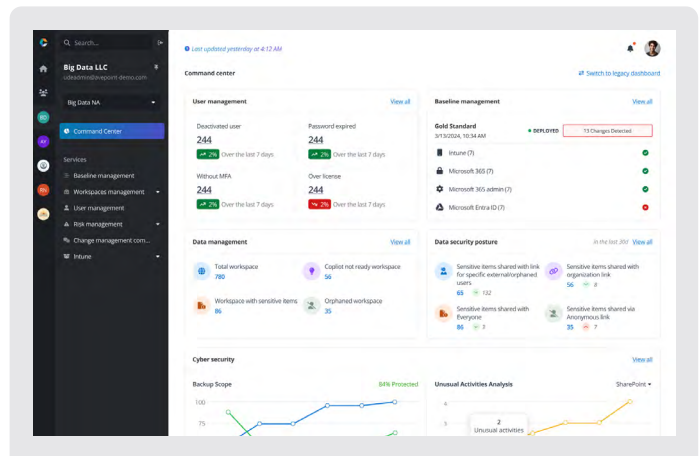 Search...
Big Data LLC
udeadmin@avepoint-demo.com
Big Data NA
Command Center
Services
Baseline management
Workspaces management
User management
Risk management
Change management com...
Intune
Last updated yesterday at 4:12 AM
Command center
Switch to legacy dashboard
User management
View all
Deactivated user
244
2% Over the last 7 days
Password expired
244
2% Over the last 7 days
Without MFA
244
2% Over the last 7 days
Over license
244
2% Over the last 7 days
Baseline management
View all
Gold Standard
3/13/2024, 10:34 AM
DEPLOYED
13 Changes Detected
Intune (7)
Microsoft 365 (7)
Microsoft 365 admin (7)
Microsoft Entra ID (7)
Data management
View all
Total workspace
780
Copilot not ready workspace
56
Workspace with sensitive items
86
Orphaned workspace
35
Data security posture
In the last 30d
View all
Sensitive items shared with link
for specific external/orphaned
users
65
132
Sensitive items shared with
organization link
56
8
Sensitive items shared with
Everyone
86
5
Sensitive items shared via
Anonymous link
35
7
Cyber security
View all
Backup Scope
84% Protected
100
75
Unusual Activities Analysis
SharePoint
4
3
2
Unusual activities